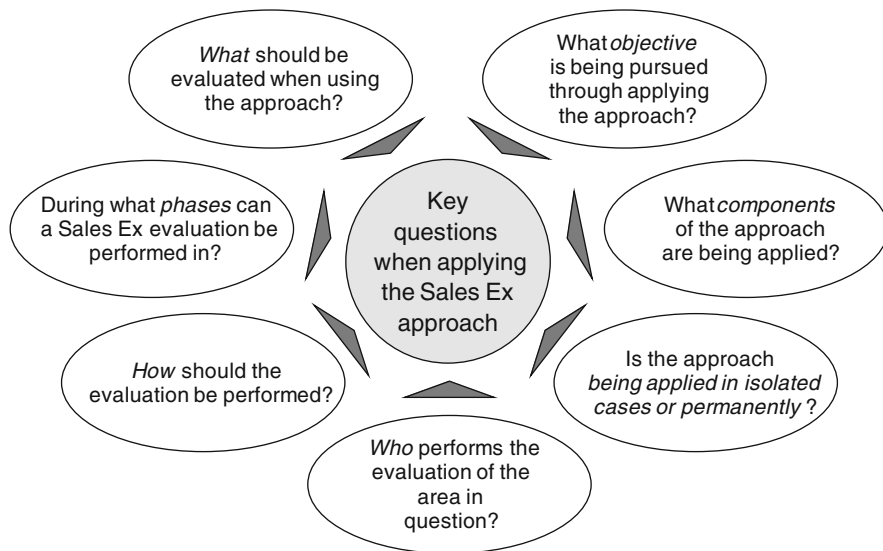 What should be
evaluated when using
the approach?
What objective
is being pursued
through applying
the approach?
During what phases can
a Sales Ex evaluation be
performed in?
Key
questions
when applying
the Sales Ex
approach
What components
of the approach
are being applied?
How should the
evaluation be performed?
Is the approach
being applied in isolated
cases or permanently ?
Who performs the
evaluation of the
area in
question?